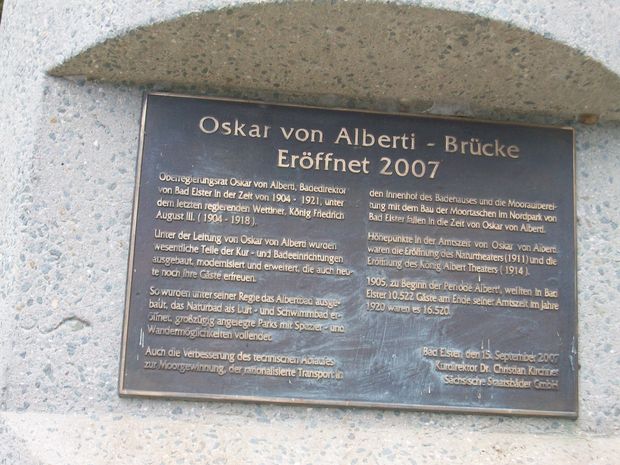 Oskar von Alberti - Brücke
Eröffnet 2007
Oberregierungsrat Oskar von Alberti, Badedirektor
von Bad Elster in der Zeit von 1904 - 1921, unter
dem letzten regierenden Wettiner, König Friedrich
August III. ( 1904 - 1918 ).
Unter der Leitung von Oskar von Alberti wurden
wesentliche Teile der Kur - und Badeeinrichtungen
ausgebaut, modernisiert und erweitert, die auch heu-
te noch ihre Gäste erfreuen.
So wurden unter seiner Regie das Albertbad ausge-
baut, das Naturbad als Luft - und Schwimmbad er-
öffnet, großzügig angelegte Parks mit Spazier - und
Wandermöglichkeiten vollendet.
Auch die Verbesserung des technischen Ablaufes
zur Moorgewinnung, der rationalisierte Transport in
den Innenhof des Badehauses und die Mooraufberei-
tung mit dem Bau der Moortaschen im Nordpark von
Bad Elster fallen in die Zeit von Oskar von Alberti.
Höhepunkte in der Amtszeit von Oskar von Alberti
waren die Eröffnung des Naturtheaters (1911) und die
Eröffnung des König Albert Theaters ( 1914 ).
1905, zu Beginn der Periode Alberti, weilten in Bad
Elster 10.522 Gäste am Ende seiner Amtszeit im Jahre
1920 waren es 16.520.
Bad Elster, den 15. September 2007
Kurdirektor Dr. Christian Kirchner
Sächsische Staatsbäder GmbH